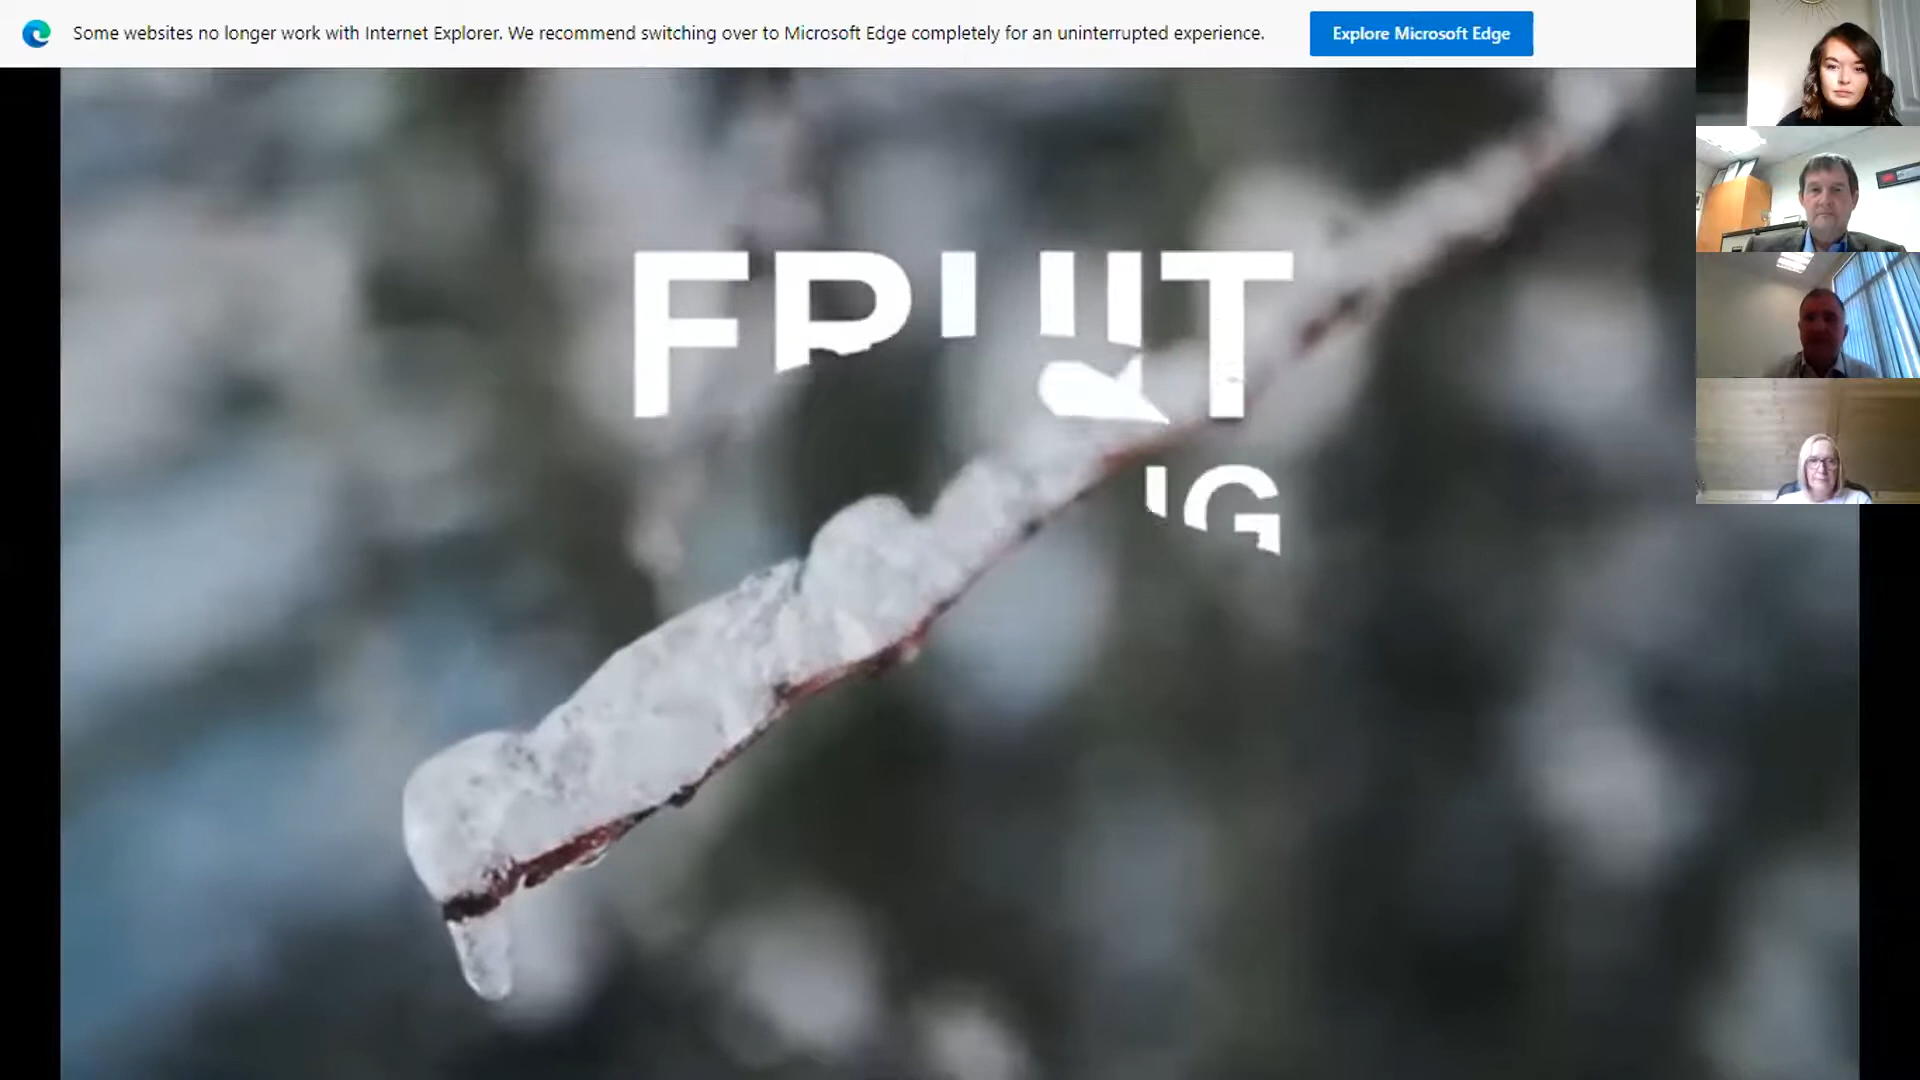 Some websites no longer work with Internet Explorer. We recommend switching over to Microsoft Edge completely for an uninterrupted experience.
Explore Microsoft Edge
FRUIT